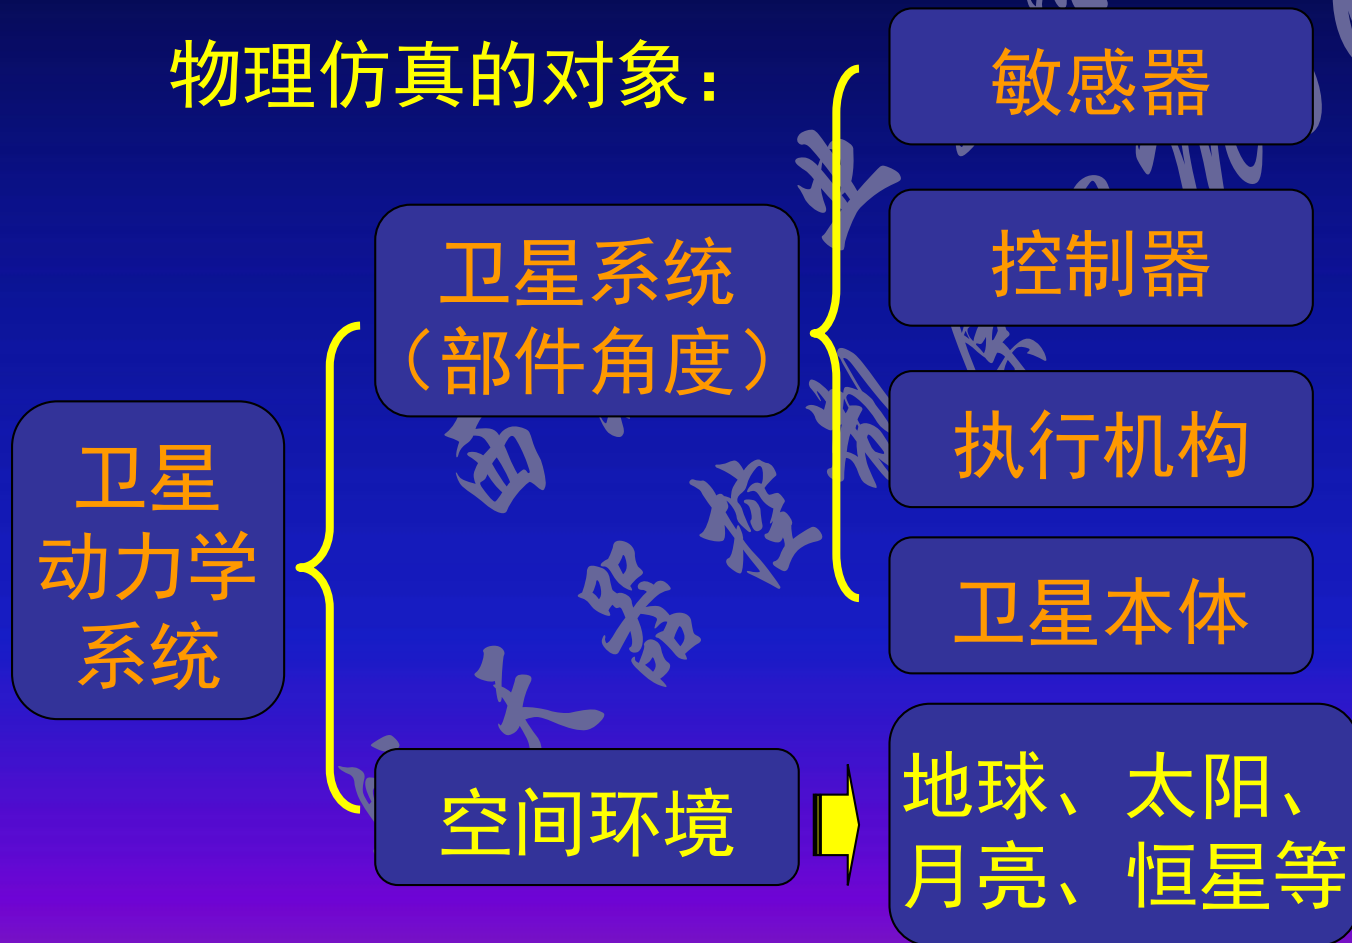 物理仿真的对象：
敏感器
控制器
卫星系统
（部件角度）
执行机构
卫星
动力学
系统
卫星本体
空间环境
地球、太阳、
月亮、恒星等